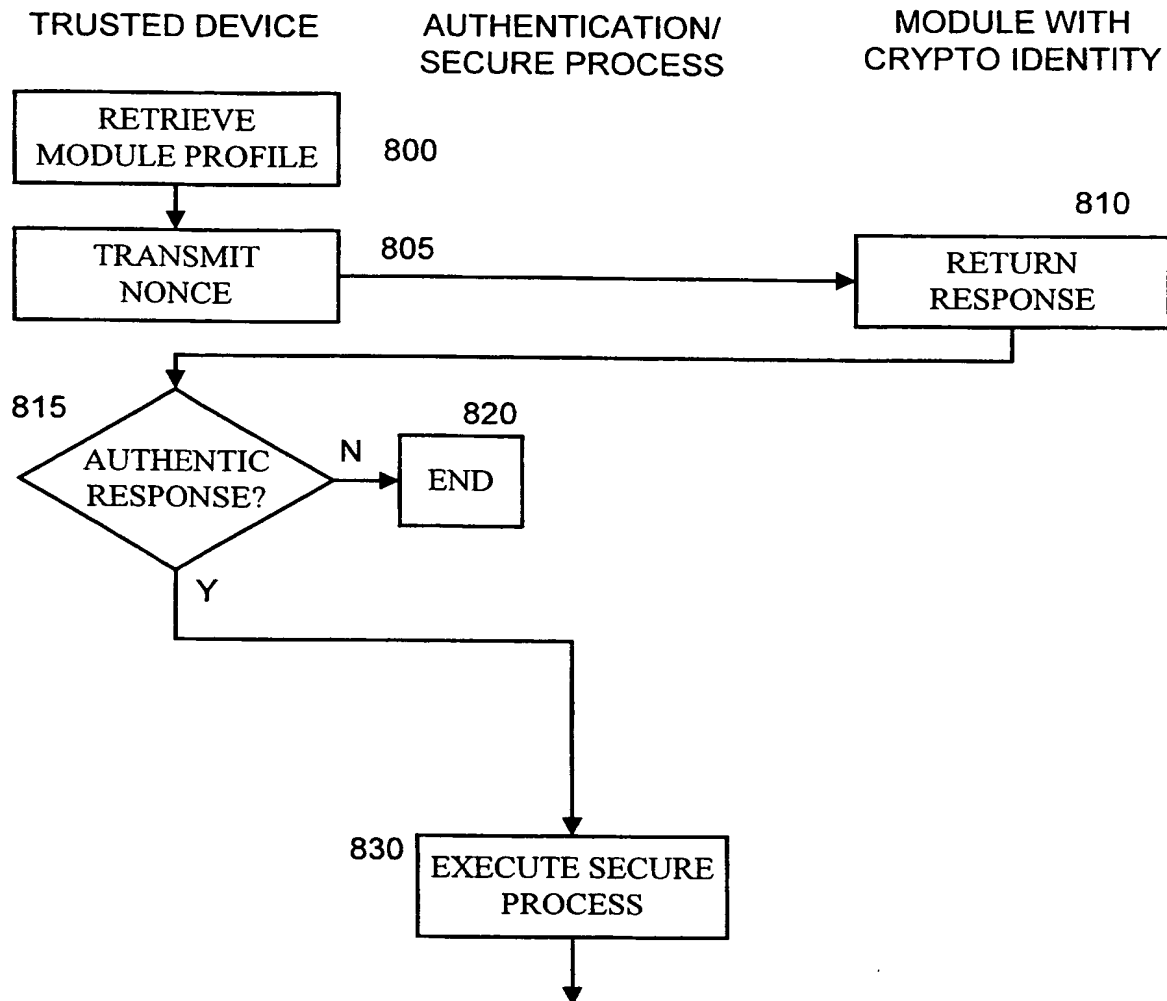 TRUSTED DEVICE
AUTHENTICATION/
SECURE PROCESS
MODULE WITH
CRYPTO IDENTITY
RETRIEVE
MODULE PROFILE
800
TRANSMIT
NONCE
805
810
RETURN
RESPONSE
815
AUTHENTIC
RESPONSE?
N
820
END
Y
830
EXECUTE SECURE
PROCESS